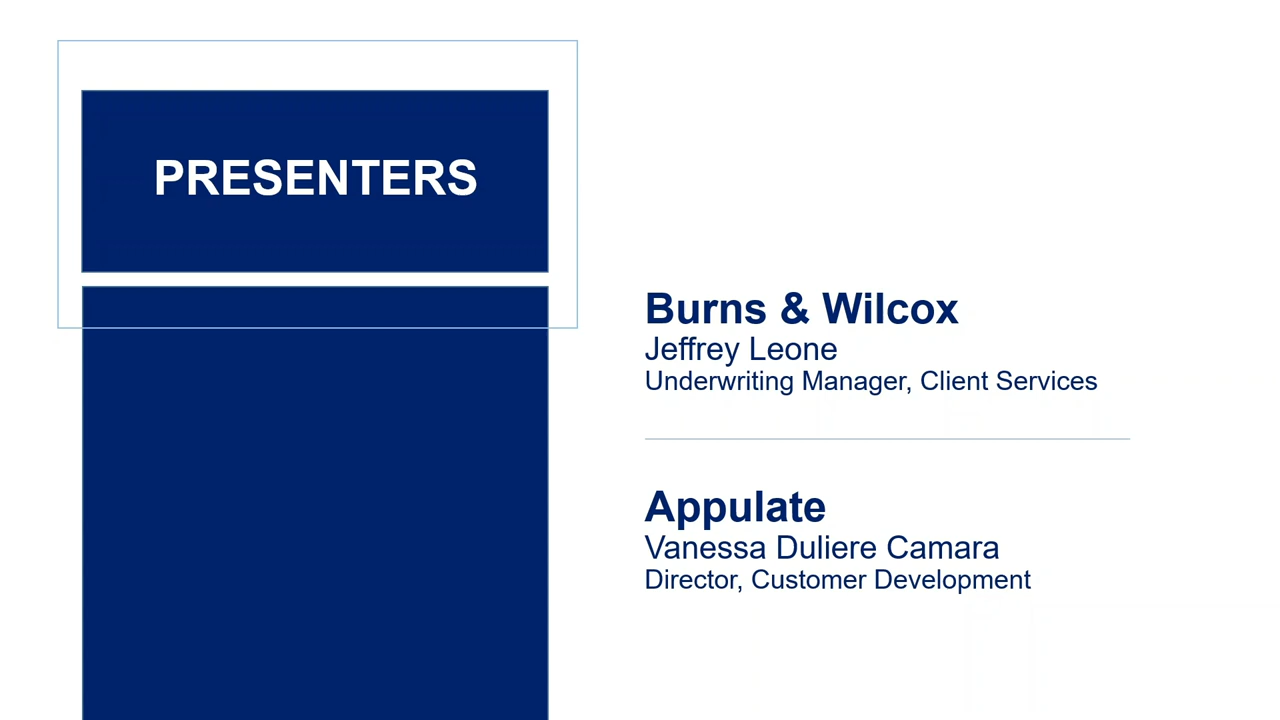 PRESENTERS
Burns & Wilcox
Jeffrey Leone
Underwriting Manager, Client Services
Appulate
Vanessa Duliere Camara
Director, Customer Development